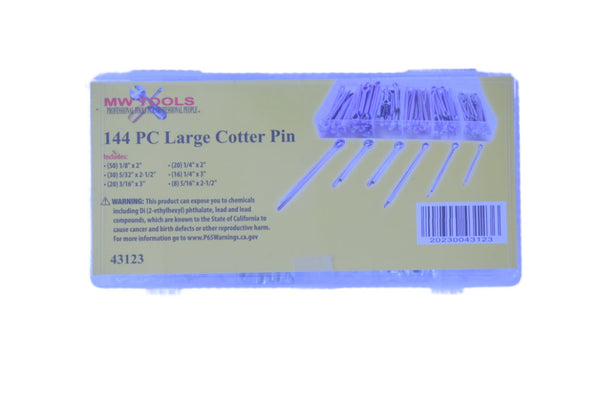 MW TOOLS
PROFESSIONAL TOOLS FOR PROFESSIONAL PEOPLE
144 PC Large Cotter Pin
Includes:
• (50) 1/8" x 2" • (20) 1/4" x 2"
• (30) 5/32" x 2-1/2" • (16) 1/4" x 3"
• (20) 3/16" x 3" • (8) 5/16" x 2-1/2"
WARNING: This product can expose you to chemicals
including Di (2-ethylhexyl) phthalate, lead and lead
compounds, which are known to the State of California to
cause cancer and birth defects or other reproductive harm.
For more information go to www.P65Warnings.ca.gov
20230043123
43123